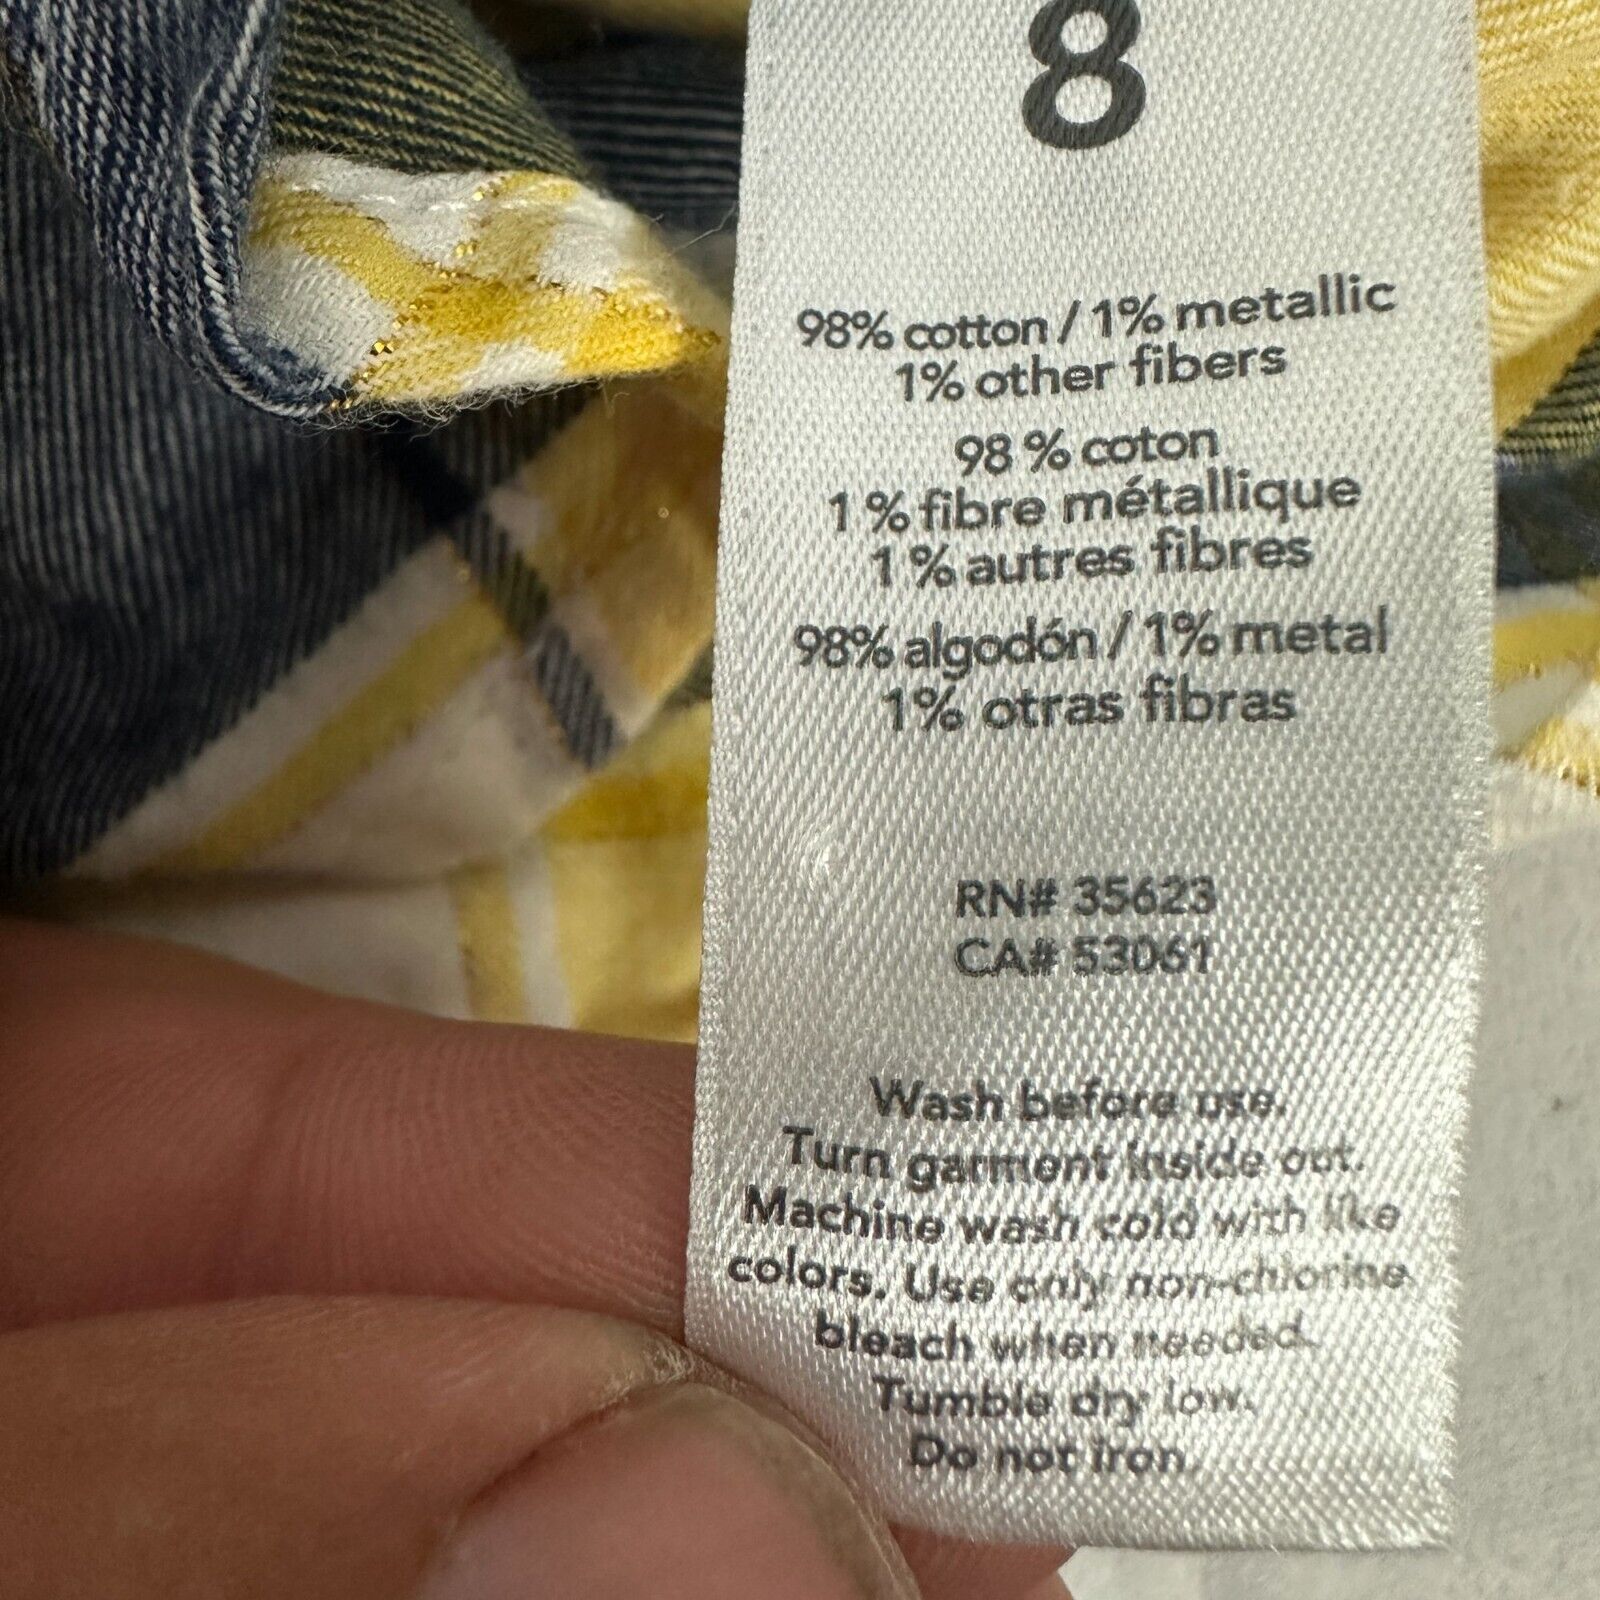 8
98% cotton / 1% metallic
1% other fibers
98 % coton
1 % fibre métallique
1 % autres fibres
98% algodón / 1% metal
1% otras fibras
RN# 35623
CA# 53061
Wash before use.
Turn garment inside out.
Machine wash cold with like
colors. Use only non-chlorine
bleach when needed.
Tumble dry low.
Do not iron.